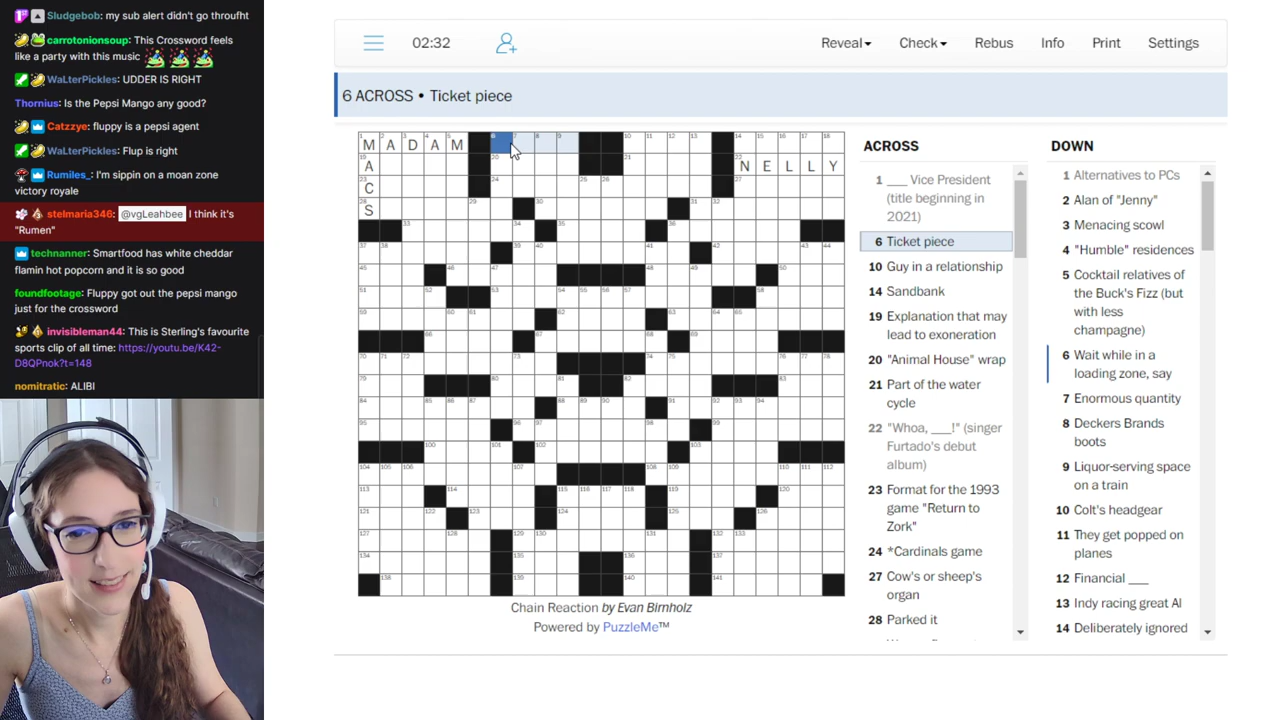 Sludgebob: my sub alert didn't go throufht
carrotonionsoup: This Crossword feels
like a party with this music
WaLterPickles: UDDER IS RIGHT
Thornius: Is the Pepsi Mango any good?
Catzzye: fluppy is a pepsi agent
WaLterPickles: Flup is right
Rumiles_: I'm sippin on a moan zone
victory royale
stelmaria346: @vgLeahbee I think it's
"Rumen"
technanner: Smartfood has white cheddar
flamin hot popcorn and it is so good
foundfootage: Fluppy got out the pepsi mango
just for the crossword
invisibleman44: This is Sterling's favourite
sports clip of all time: https://youtu.be/K42-
D8QPnok?t=148
nomitratic: ALIBI
02:32
Reveal
Check
Rebus
Info
Print
Settings
6 ACROSS • Ticket piece
MADAM
A
C
S
NELLY
Chain Reaction by Evan Birnholz
Powered by PuzzleMe™
ACROSS
1 ___ Vice President
(title beginning in
2021)
6 Ticket piece
10 Guy in a relationship
14 Sandbank
19 Explanation that may
lead to exoneration
20 "Animal House" wrap
21 Part of the water
cycle
22 "Whoa, ___!" (singer
Furtado's debut
album)
23 Format for the 1993
game "Return to
Zork"
24 *Cardinals game
27 Cow's or sheep's
organ
28 Parked it
DOWN
1 Alternatives to PCs
2 Alan of "Jenny"
3 Menacing scowl
4 "Humble" residences
5 Cocktail relatives of
the Buck's Fizz (but
with less
champagne)
6 Wait while in a
loading zone, say
7 Enormous quantity
8 Deckers Brands
boots
9 Liquor-serving space
on a train
10 Colt's headgear
11 They get popped on
planes
12 Financial ___
13 Indy racing great Al
14 Deliberately ignored